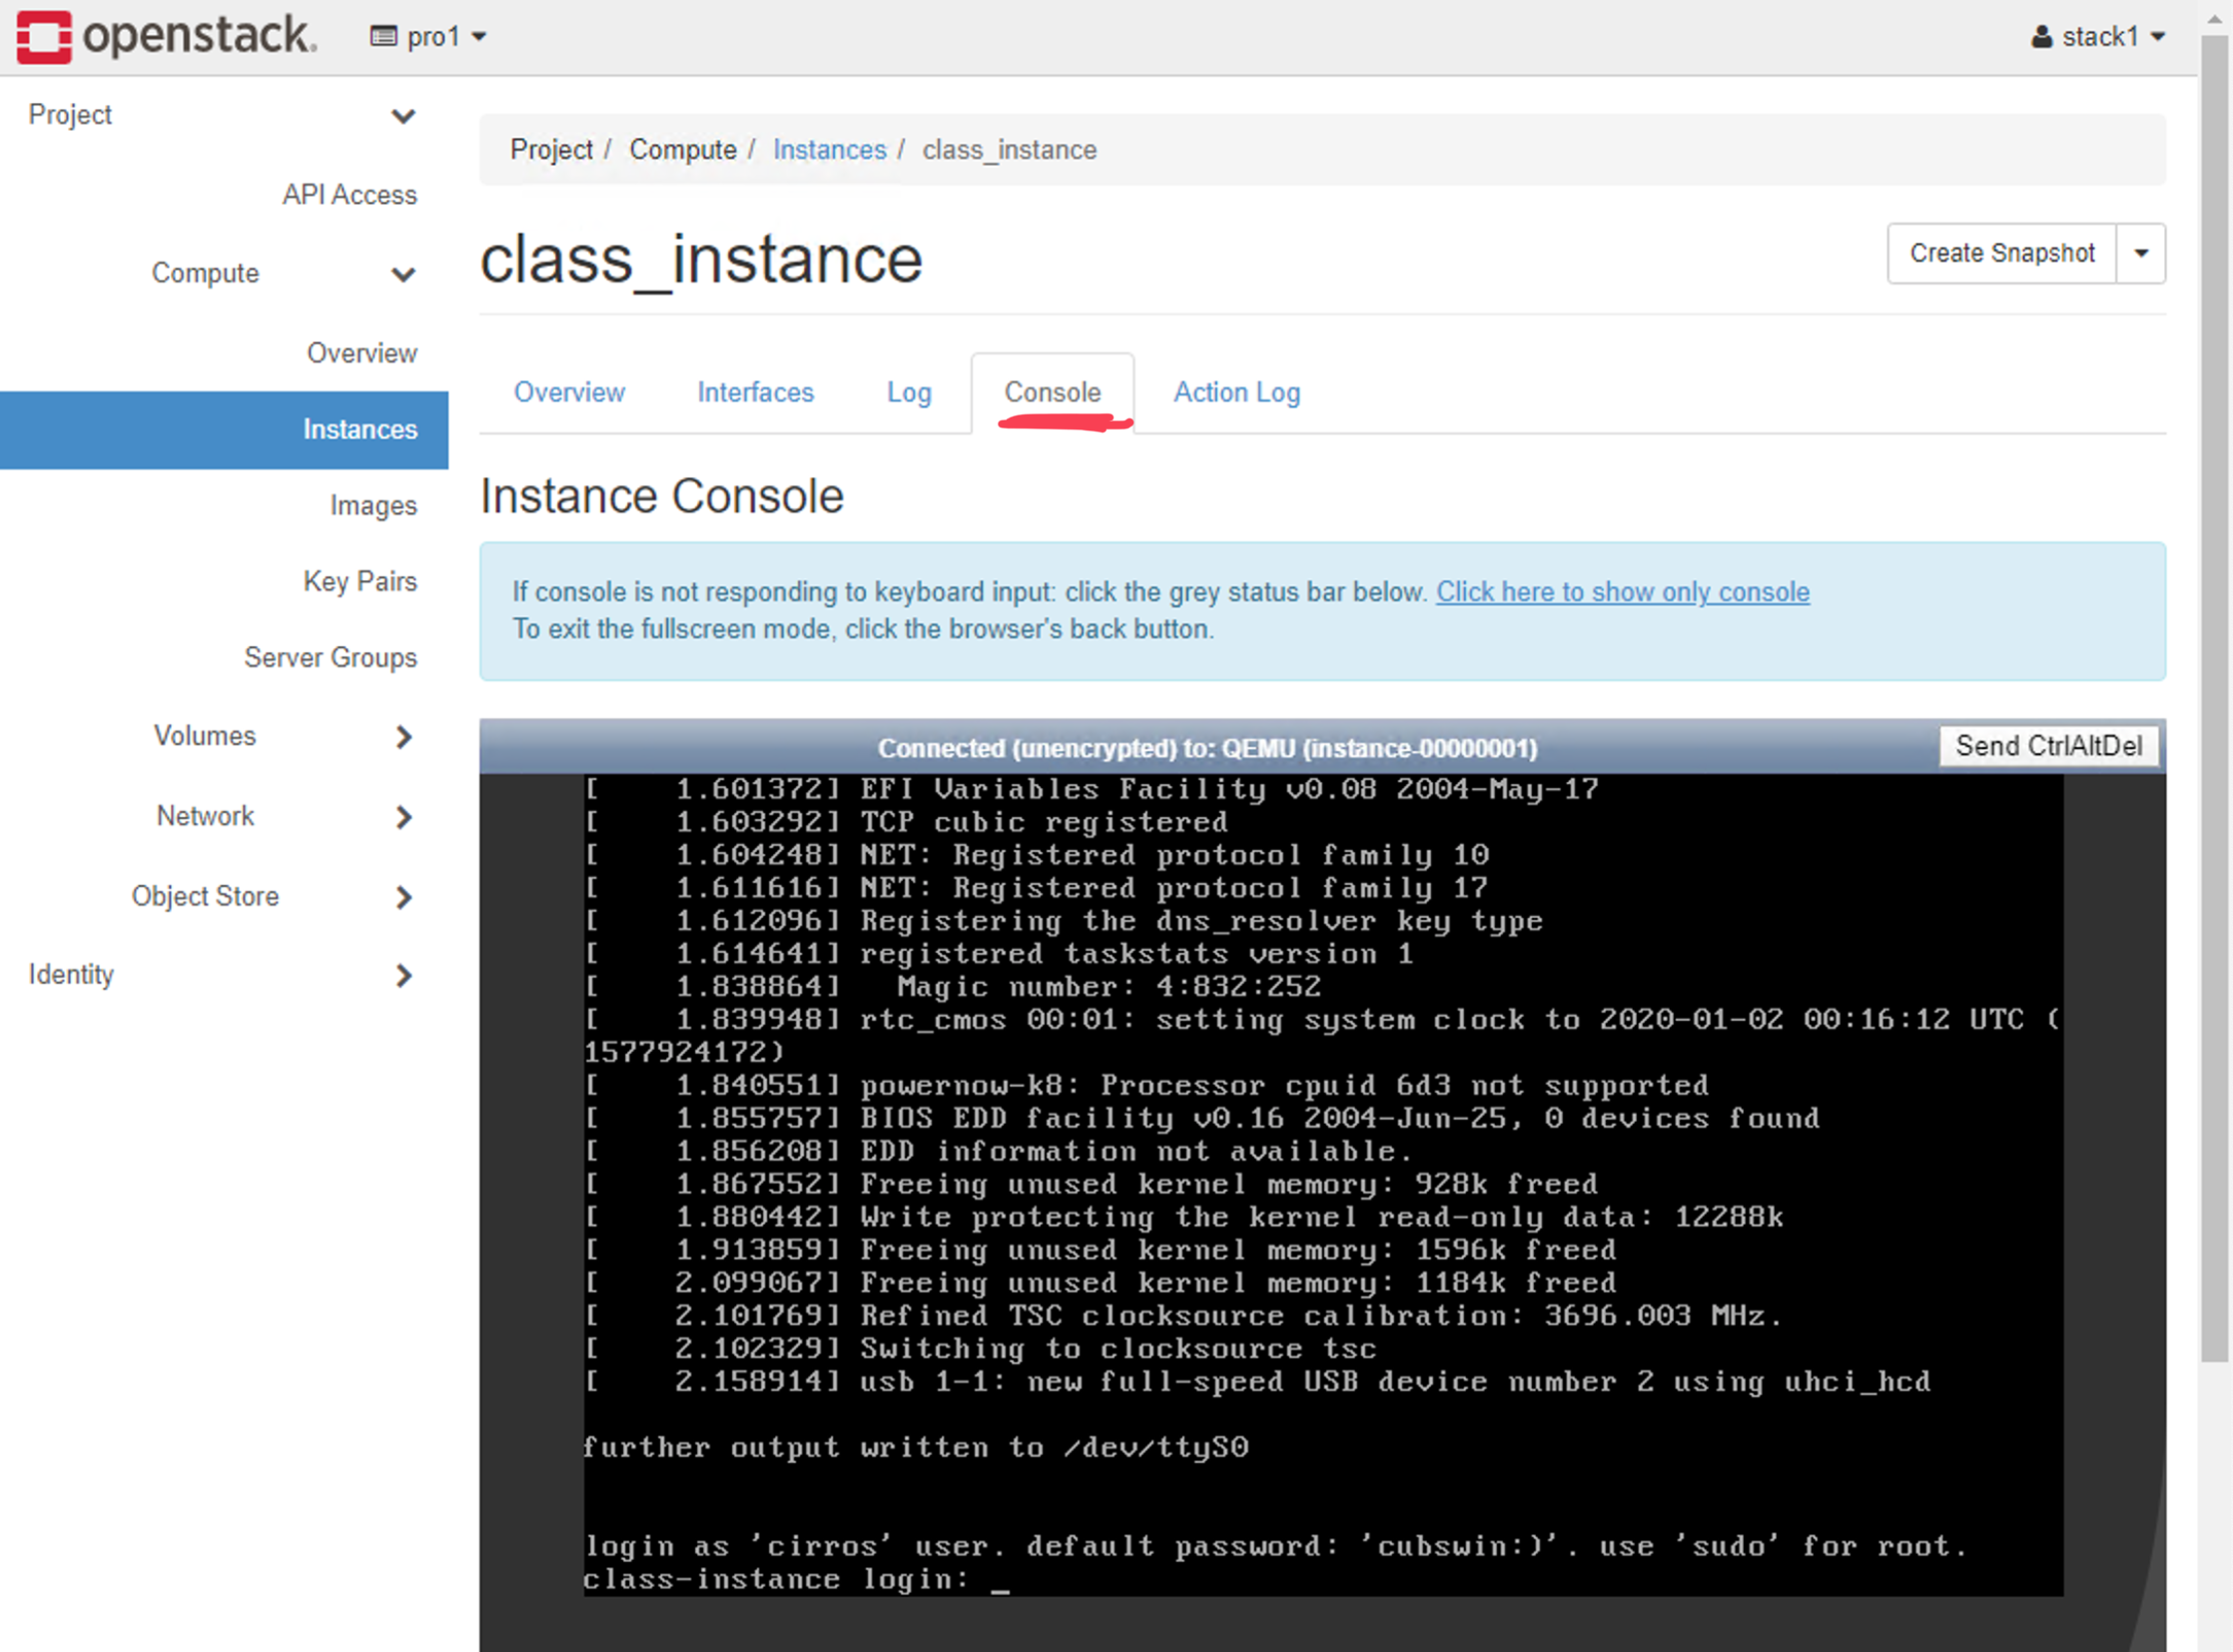 openstack. pro1 stack1
Project
API Access
Compute
Overview
Instances
Images
Key Pairs
Server Groups
Volumes
Network
Object Store
Identity
Project / Compute / Instances / class_instance
class_instance
Create Snapshot
Overview Interfaces Log Console Action Log
Instance Console
If console is not responding to keyboard input: click the grey status bar below. Click here to show only console
To exit the fullscreen mode, click the browser's back button.
Connected (unencrypted) to: QEMU (instance-00000001)
Send CtrlAltDel
[    1.601372] EFI Variables Facility v0.08 2004-May-17
[    1.603292] TCP cubic registered
[    1.604248] NET: Registered protocol family 10
[    1.611616] NET: Registered protocol family 17
[    1.612096] Registering the dns_resolver key type
[    1.614641] registered taskstats version 1
[    1.838864]   Magic number: 4:832:252
[    1.839948] rtc_cmos 00:01: setting system clock to 2020-01-02 00:16:12 UTC (
1577924172)
[    1.840551] powernow-k8: Processor cpuid 6d3 not supported
[    1.855757] BIOS EDD facility v0.16 2004-Jun-25, 0 devices found
[    1.856208] EDD information not available.
[    1.867552] Freeing unused kernel memory: 928k freed
[    1.880442] Write protecting the kernel read-only data: 12288k
[    1.913859] Freeing unused kernel memory: 1596k freed
[    2.099067] Freeing unused kernel memory: 1184k freed
[    2.101769] Refined TSC clocksource calibration: 3696.003 MHz.
[    2.102329] Switching to clocksource tsc
[    2.158914] usb 1-1: new full-speed USB device number 2 using uhci_hcd
further output written to /dev/ttyS0
login as 'cirros' user. default password: 'cubswin:)'. use 'sudo' for root.
class-instance login: _